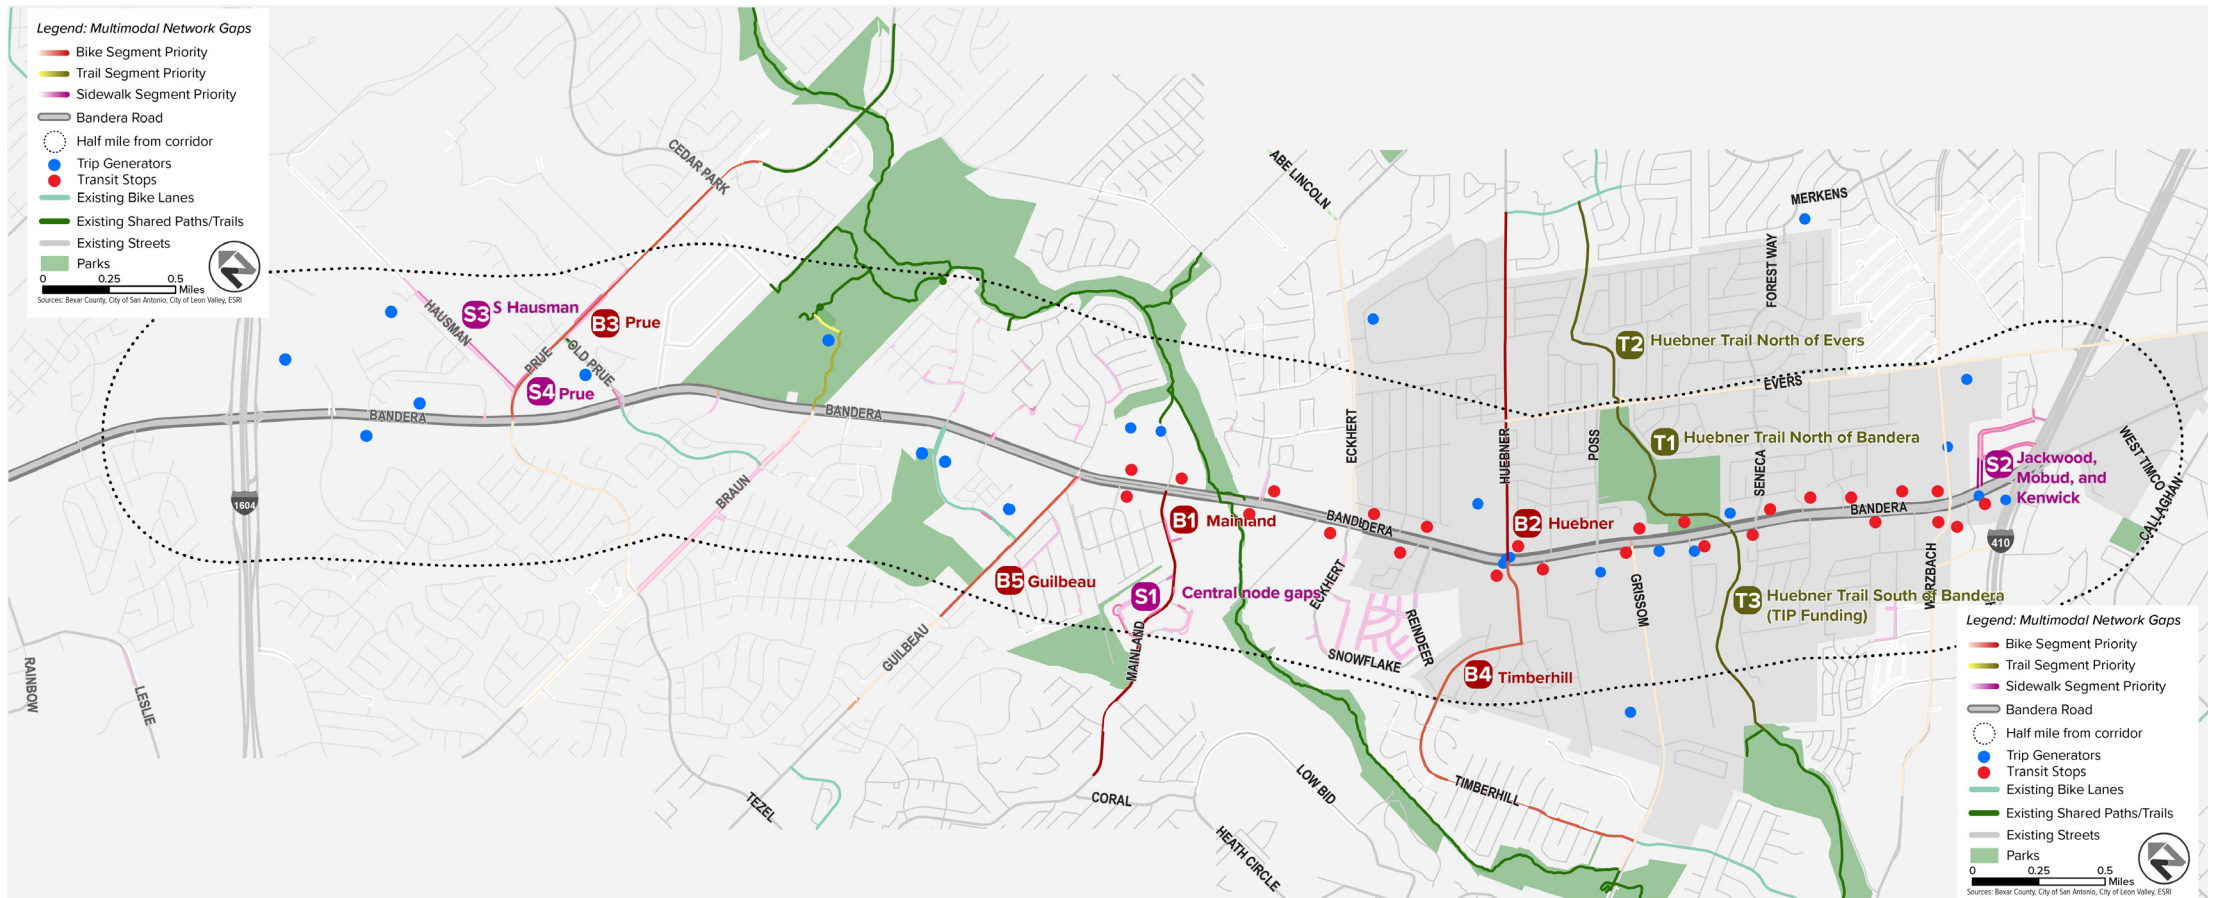 Legend: Multimodal Network Gaps
Bike Segment Priority
Trail Segment Priority
Sidewalk Segment Priority
Bandera Road
Half mile from corridor
Trip Generators
Transit Stops
Existing Bike Lanes
Existing Shared Paths/Trails
Existing Streets
Parks
0 0.25 0.5
Miles
Sources: Bexar County, City of San Antonio, City of Leon Valley, ESRI
CEDAR PARK
ABE LINCOLN
MERKENS
FOREST WAY
HAUSMAN
S3 S Hausman
B3 Prue
PRUE
OLD PRUE
S4 Prue
T2 Huebner Trail North of Evers
EVERS
BANDERA
BANDERA
ECKHERT
HUEBNER
POSS
T1 Huebner Trail North of Bandera
SENECA
WEST TIMCO
S2 Jackwood,
Mobud, and
Kenwick
CALLAGHAN
1604
BRAUN
B1 Mainland
BANDIDERA
B2 Huebner
BANDERA
410
B5 Guilbeau
S1 Central node gaps
ECKHERT
GRISSOM
T3 Huebner Trail South of Bandera
(TIP Funding)
WURZBACH
RAINBOW
LESLIE
GUILBEAU
MAINLAND
SNOWFLAKE
REINDEER
B4 Timberhill
TEZEL
CORAL
LOW BID
TIMBERHILL
HEATH CIRCLE
Legend: Multimodal Network Gaps
Bike Segment Priority
Trail Segment Priority
Sidewalk Segment Priority
Bandera Road
Half mile from corridor
Trip Generators
Transit Stops
Existing Bike Lanes
Existing Shared Paths/Trails
Existing Streets
Parks
0 0.25 0.5
Miles
Sources: Bexar County, City of San Antonio, City of Leon Valley, ESRI